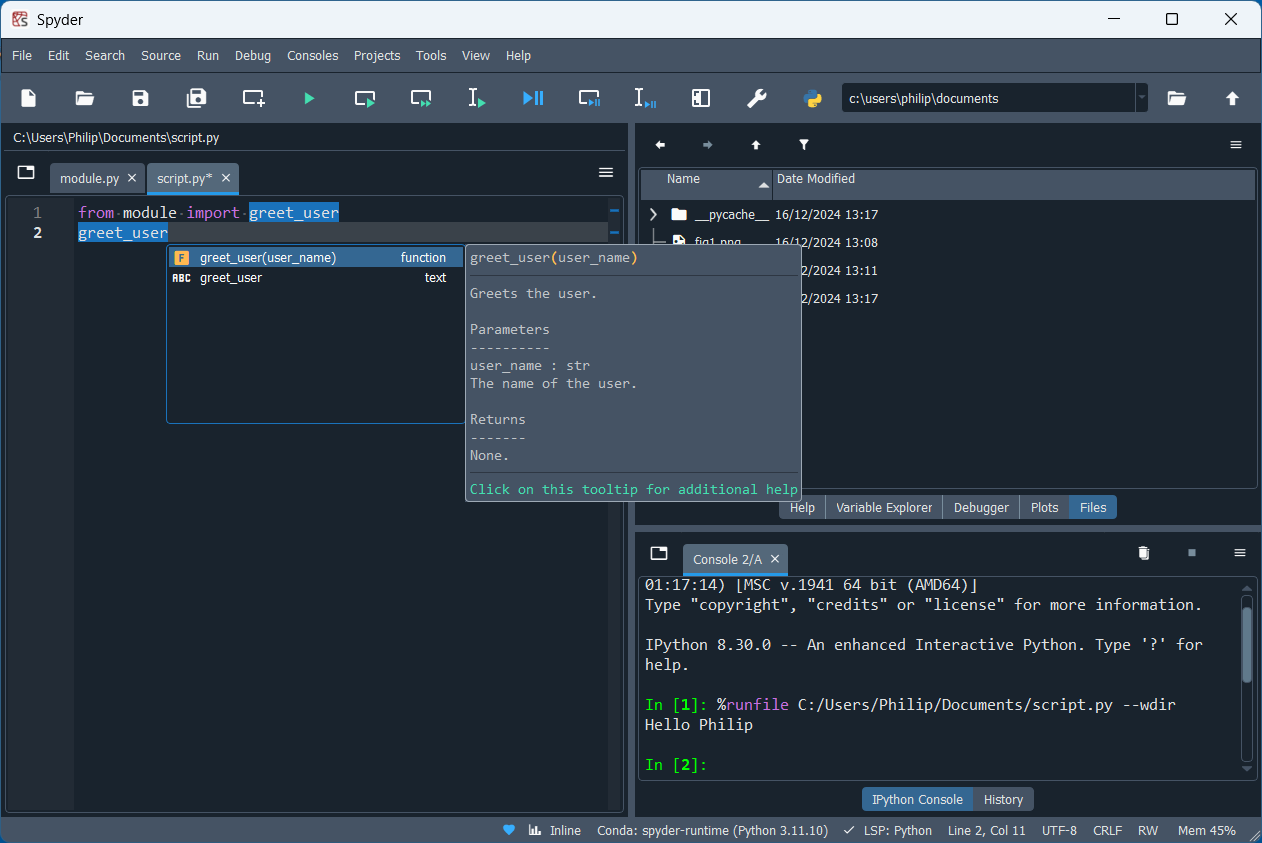 Spyder
File Edit Search Source Run Debug Consoles Projects Tools View Help
c:\users\philip\documents
C:\Users\Philip\Documents\script.py
module.py
script.py*
1 from module import greet_user
2 greet_user
F greet_user(user_name) function
ABC greet_user text
greet_user(user_name)
Greets the user.
Parameters
----------
user_name : str
The name of the user.
Returns
-------
None.
Click on this tooltip for additional help
Name Date Modified
__pycache__ 16/12/2024 13:17
fig1.png 16/12/2024 13:08
2/2024 13:11
2/2024 13:17
Help Variable Explorer Debugger Plots Files
Console 2/A
01:17:14) [MSC v.1941 64 bit (AMD64)]
Type "copyright", "credits" or "license" for more information.
IPython 8.30.0 -- An enhanced Interactive Python. Type '?' for
help.
In [1]: %runfile C:/Users/Philip/Documents/script.py --wdir
Hello Philip
In [2]:
IPython Console History
Inline Conda: spyder-runtime (Python 3.11.10) LSP: Python Line 2, Col 11 UTF-8 CRLF RW Mem 45%